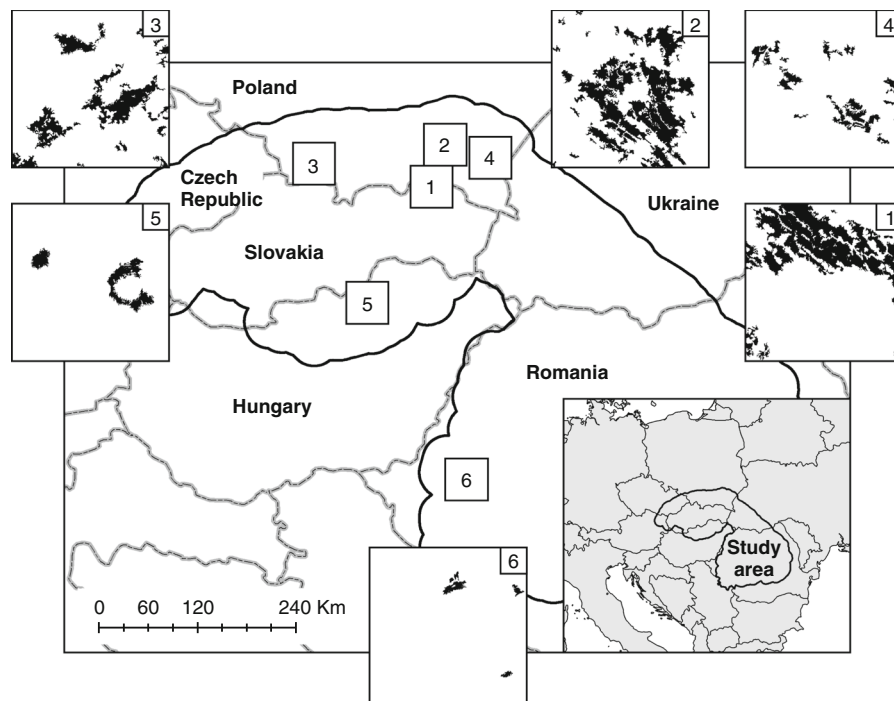 3
2
4
Poland
2
3
4
1
Czech
Republic
Ukraine
5
1
Slovakia
5
Romania
Hungary
6
Study
area
6
0 60 120 240 Km